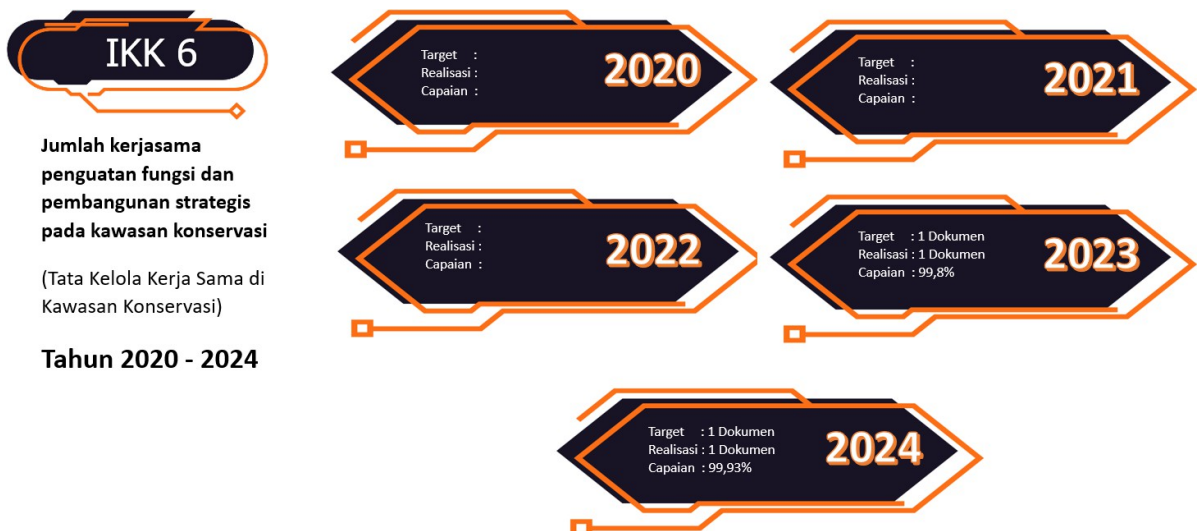 IKK 6
Jumlah kerjasama
penguatan fungsi dan
pembangunan strategis
pada kawasan konservasi
(Tata Kelola Kerja Sama di
Kawasan Konservasi)
Tahun 2020 - 2024
Target :
Realisasi :
Capaian :
2020
Target :
Realisasi :
Capaian :
2021
Target :
Realisasi :
Capaian :
2022
Target : 1 Dokumen
Realisasi : 1 Dokumen
Capaian : 99,8%
2023
Target : 1 Dokumen
Realisasi : 1 Dokumen
Capaian : 99,93%
2024